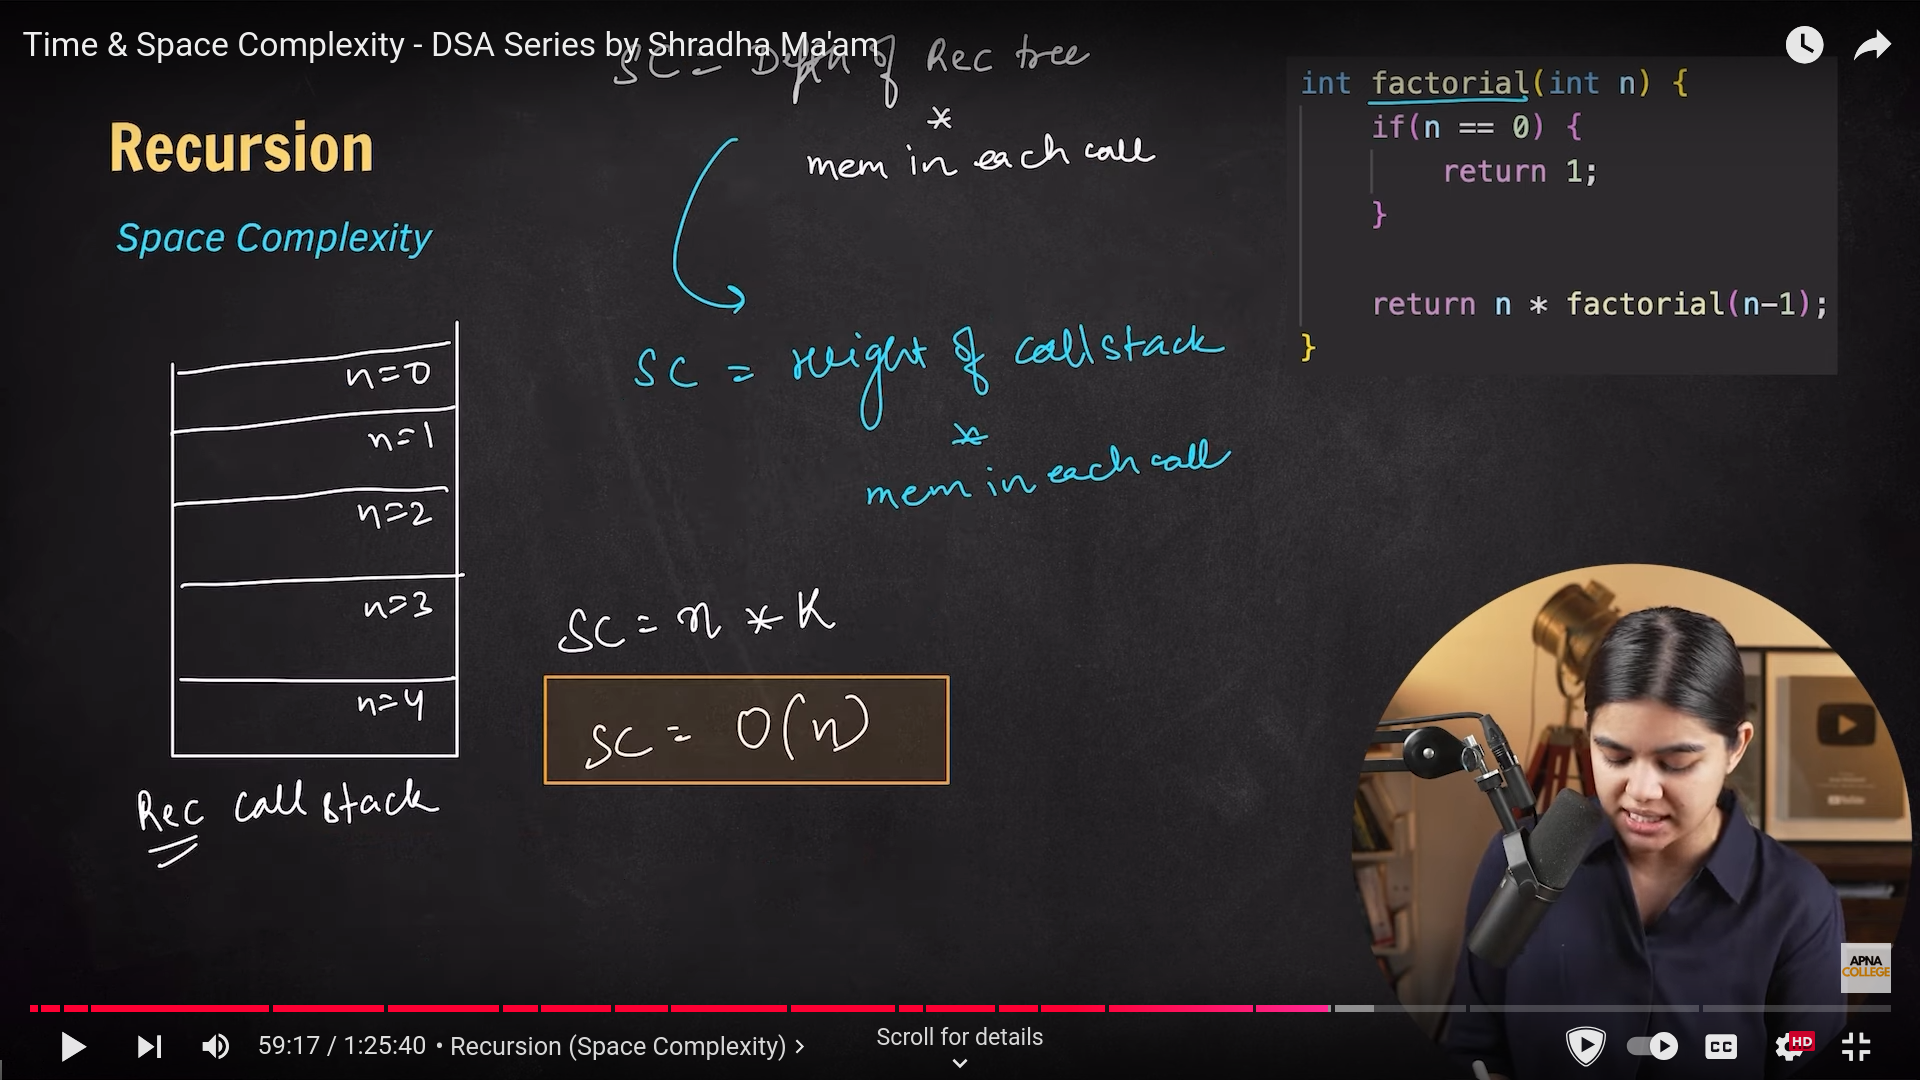 Time & Space Complexity - DSA Series by Shradha Ma'am
SC = Depth of Rec tree
*
mem in each call
Recursion
Space Complexity
int factorial(int n) {
if(n == 0) {
return 1;
}
return n * factorial(n-1);
}
SC = Height of callstack
*
mem in each call
n=0
n=1
n=2
n=3
n=4
Rec call stack
SC = n * K
SC = O(n)
APNA
COLLEGE
59:17 / 1:25:40 • Recursion (Space Complexity) >
Scroll for details
CC
HD